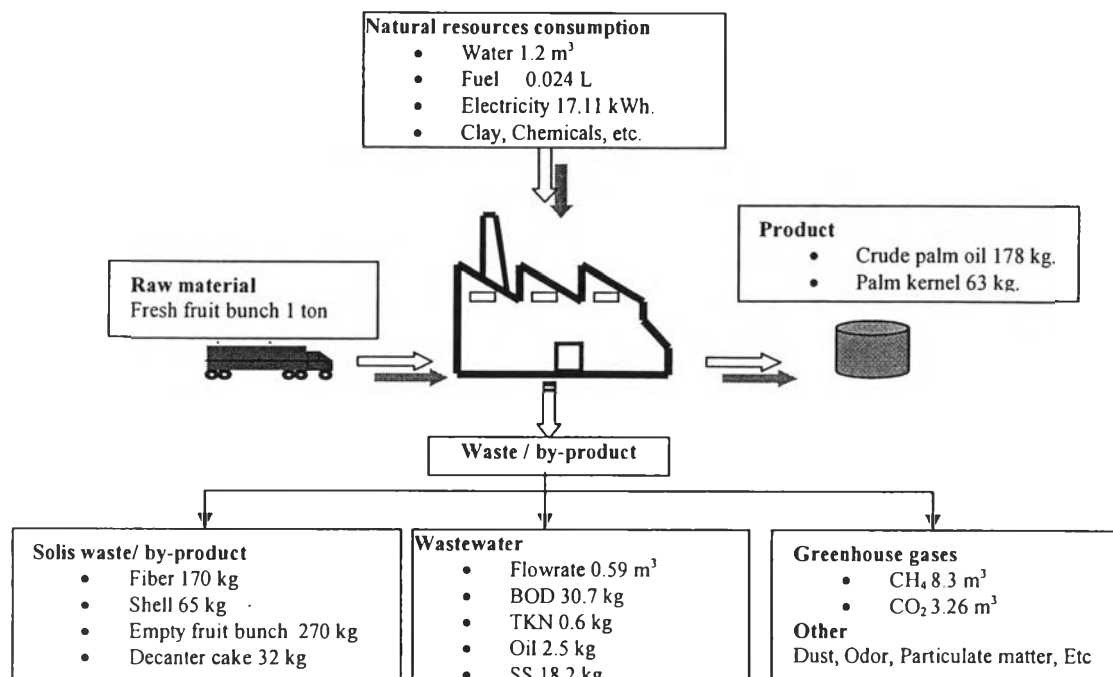 Natural resources consumption
• Water 1.2 m³
• Fuel 0.024 L
• Electricity 17.11 kWh.
• Clay, Chemicals, etc.
Product
• Crude palm oil 178 kg.
• Palm kernel 63 kg.
Raw material
Fresh fruit bunch 1 ton
Waste / by-product
Solis waste/ by-product
• Fiber 170 kg
• Shell 65 kg
• Empty fruit bunch 270 kg
• Decanter cake 32 kg
Wastewater
• Flowrate 0.59 m³
• BOD 30.7 kg
• TKN 0.6 kg
• Oil 2.5 kg
• SS 18.2 kg
Greenhouse gases
• CH₄ 8.3 m³
• CO₂ 3.26 m³
Other
Dust, Odor, Particulate matter, Etc